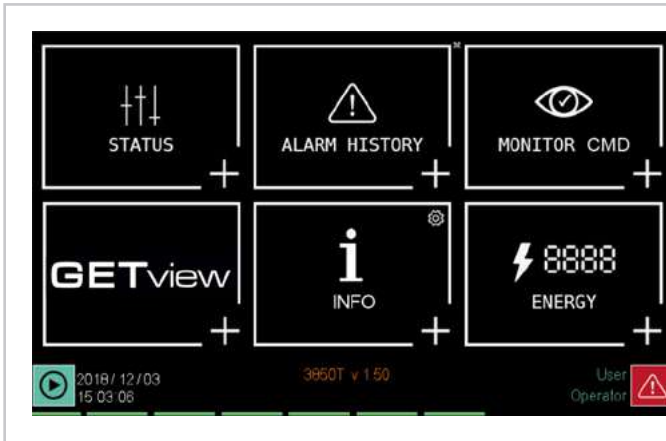 STATUS
ALARM HISTORY
MONITOR CMD
GETview
INFO
8888
ENERGY
2018/12/03
15 03 06
3850T v 1.50
User
Operator